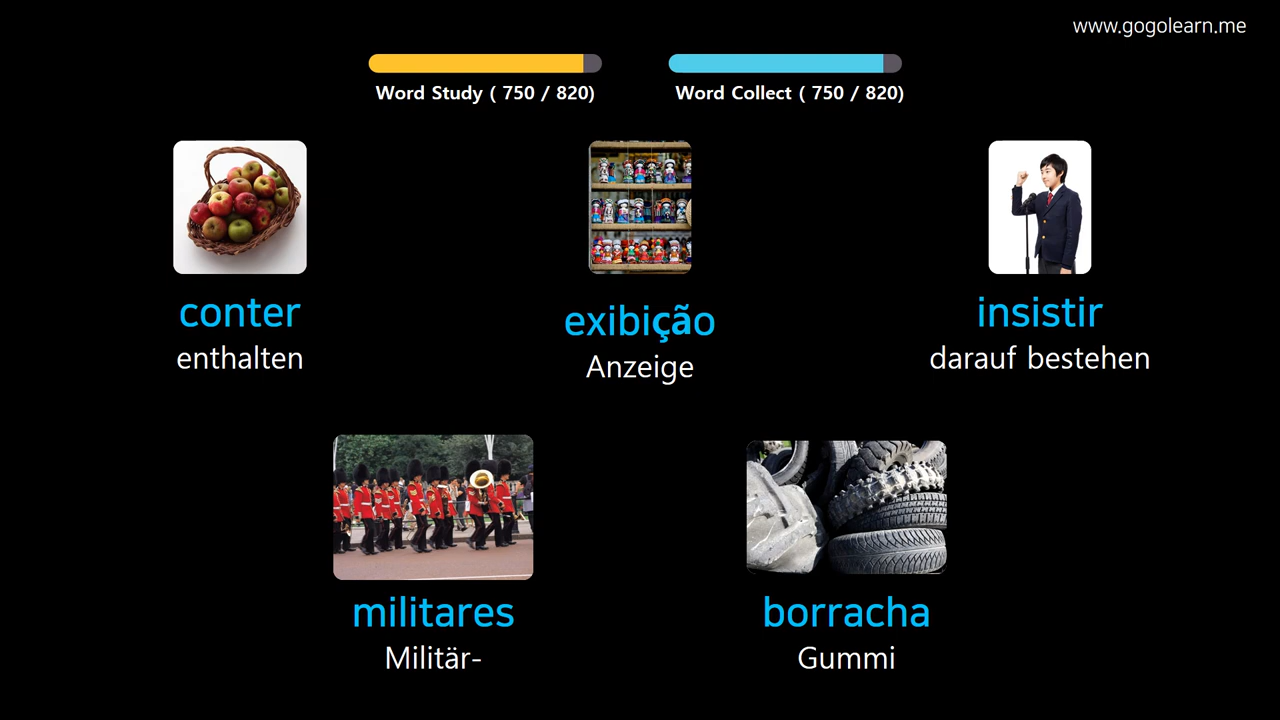 www.gogolearn.me
Word Study ( 750 / 820)
Word Collect ( 750 / 820)
conter
enthalten
exibição
Anzeige
insistir
darauf bestehen
militares
Militär-
borracha
Gummi